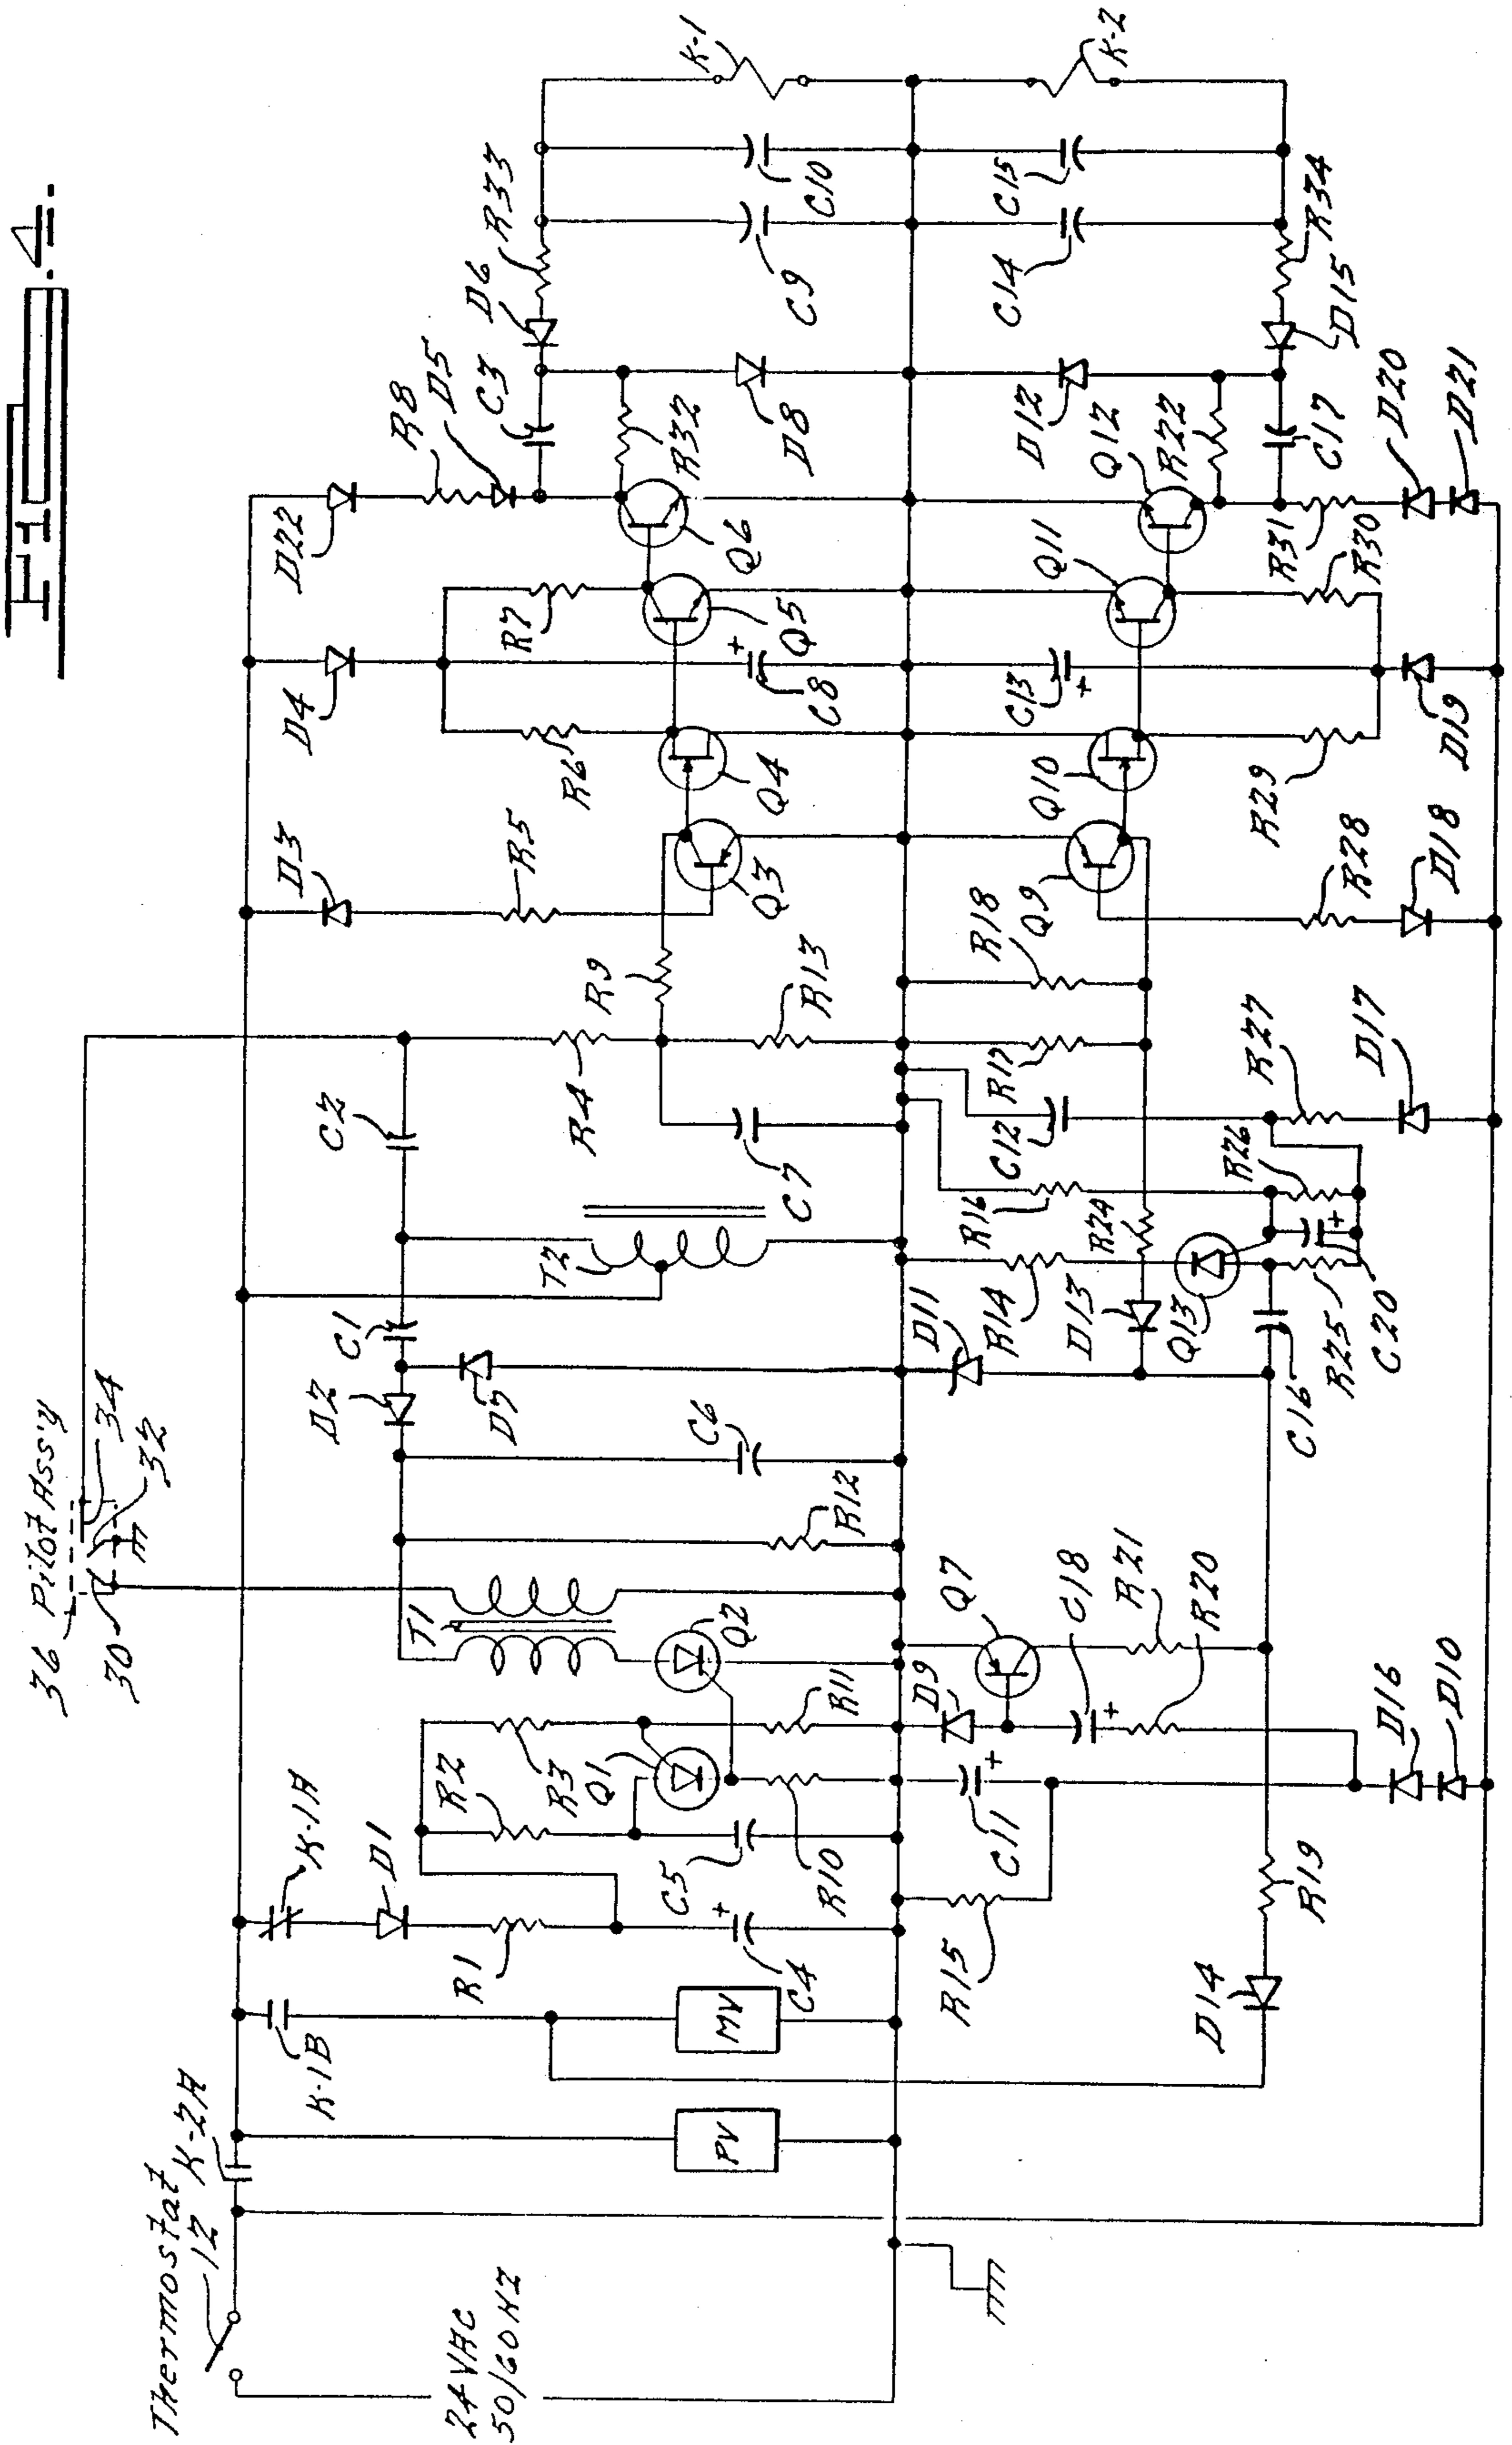 FIG. 4.
Thermostat
12
K-2A
24 VAC
50/60 HZ
PV
K-1B
MV
K-1A
D1
R1
C4
R2
R3
Q1
C5
R10
R11
Q2
T1
R12
C6
36
Pilot Ass'y
30
34
32
D2
D7
C1
T2
C2
C7
R4
R9
R13
D3
R5
Q3
D4
R6
Q4
C8
+
+
R7
Q5
D22
R8
D5
C3
D6
R33
R32
Q6
D8
C9
C10
K-1
K-2
C15
C14
R34
D15
D12
Q12
R22
C17
D20
D21
R31
R30
Q11
C13
+
D19
Q10
R29
R28
D18
Q9
R18
R17
C12
R27
D17
R26
R16
R24
+
C20
R25
Q13
R14
D13
D11
C16
Q7
C18
+
R21
R20
D9
D16
D10
C11
+
R15
R19
D14